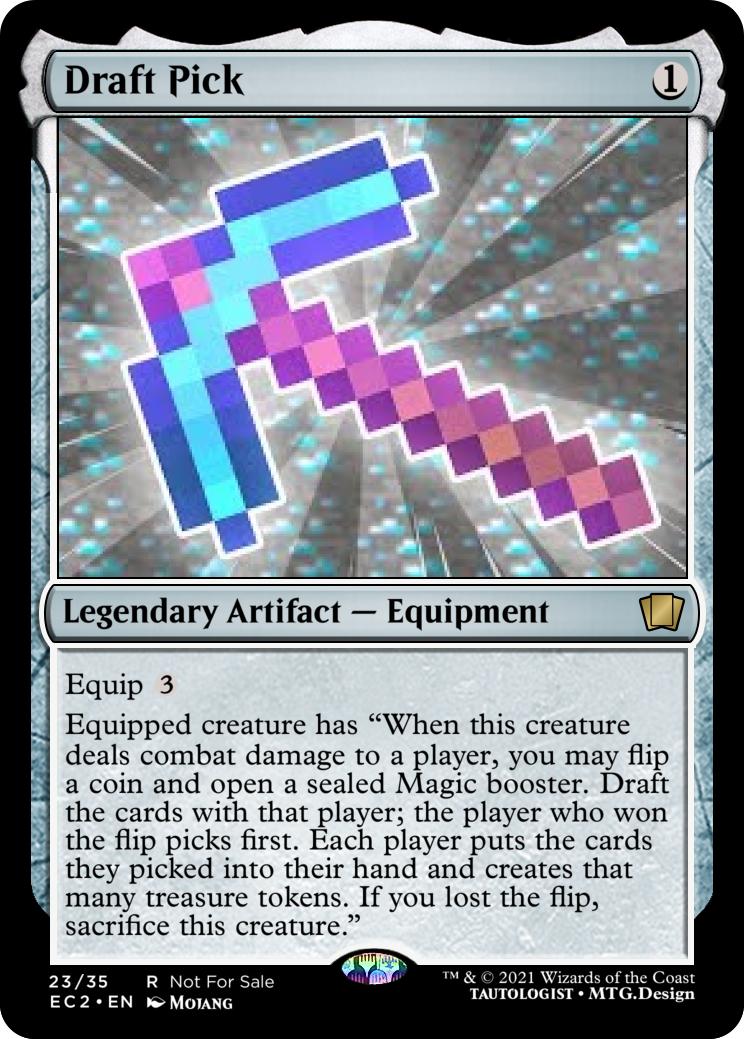 Draft Pick 1
Legendary Artifact — Equipment
Equip 3
Equipped creature has “When this creature
deals combat damage to a player, you may flip
a coin and open a sealed Magic booster. Draft
the cards with that player; the player who won
the flip picks first. Each player puts the cards
they picked into their hand and creates that
many treasure tokens. If you lost the flip,
sacrifice this creature.”
23/35 R Not For Sale ™ & © 2021 Wizards of the Coast
EC2 • EN Mojang TAUTOLOGIST • MTG.Design